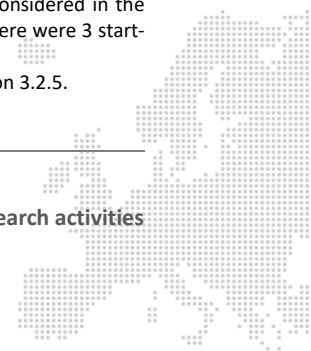 onsidered in the
ere were 3 start-
on 3.2.5.
earch activities